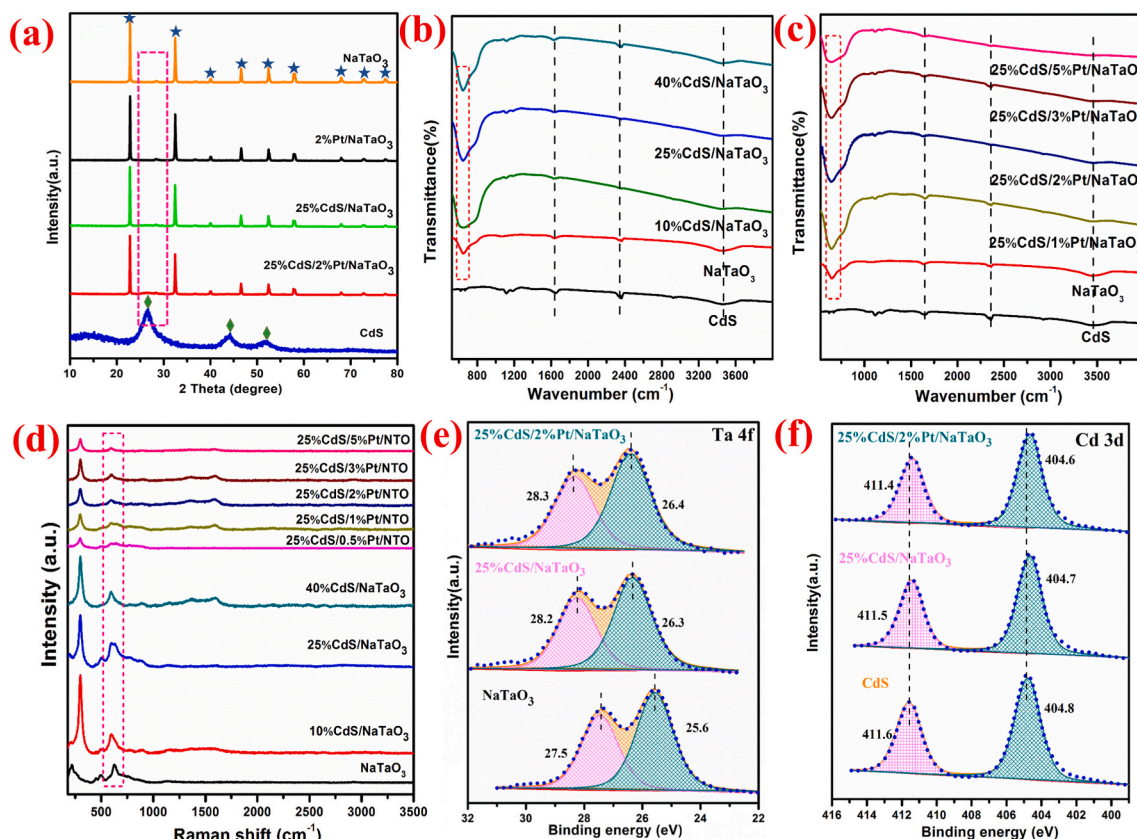 (a)
NaTaO3
2%Pt/NaTaO3
25%CdS/NaTaO3
25%CdS/2%Pt/NaTaO3
CdS
Intensity(a.u.)
10 20 30 40 50 60 70 80
2 Theta (degree)
(b)
40%CdS/NaTaO3
25%CdS/NaTaO3
10%CdS/NaTaO3
NaTaO3
CdS
Transmittance(%)
800 1600 2400 3200 4000
Wavenumber (cm-1)
(c)
25%CdS/5%Pt/NaTaO3
25%CdS/3%Pt/NaTaO3
25%CdS/2%Pt/NaTaO3
25%CdS/1%Pt/NaTaO3
NaTaO3
CdS
Transmittance(%)
1000 1500 2000 2500 3000 3500
Wavenumber (cm-1)
(d)
25%CdS/5%Pt/NTO
25%CdS/3%Pt/NTO
25%CdS/2%Pt/NTO
25%CdS/1%Pt/NTO
25%CdS/0.5%Pt/NTO
40%CdS/NaTaO3
25%CdS/NaTaO3
10%CdS/NaTaO3
NaTaO3
Intensity (a.u.)
500 1000 1500 2000 2500 3000 3500
Raman shift (cm-1)
(e)
25%CdS/2%Pt/NaTaO3 Ta 4f
28.3 26.4
25%CdS/NaTaO3
28.2 26.3
NaTaO3
27.5 25.6
Intensity(a.u.)
32 30 28 26 24 22
Binding energy (eV)
(f)
Cd 3d
25%CdS/2%Pt/NaTaO3
411.4 404.6
25%CdS/NaTaO3
411.5 404.7
CdS
411.6 404.8
Intensity(a.u.)
416 414 412 410 408 406 404 402 400
Binding energy (eV)